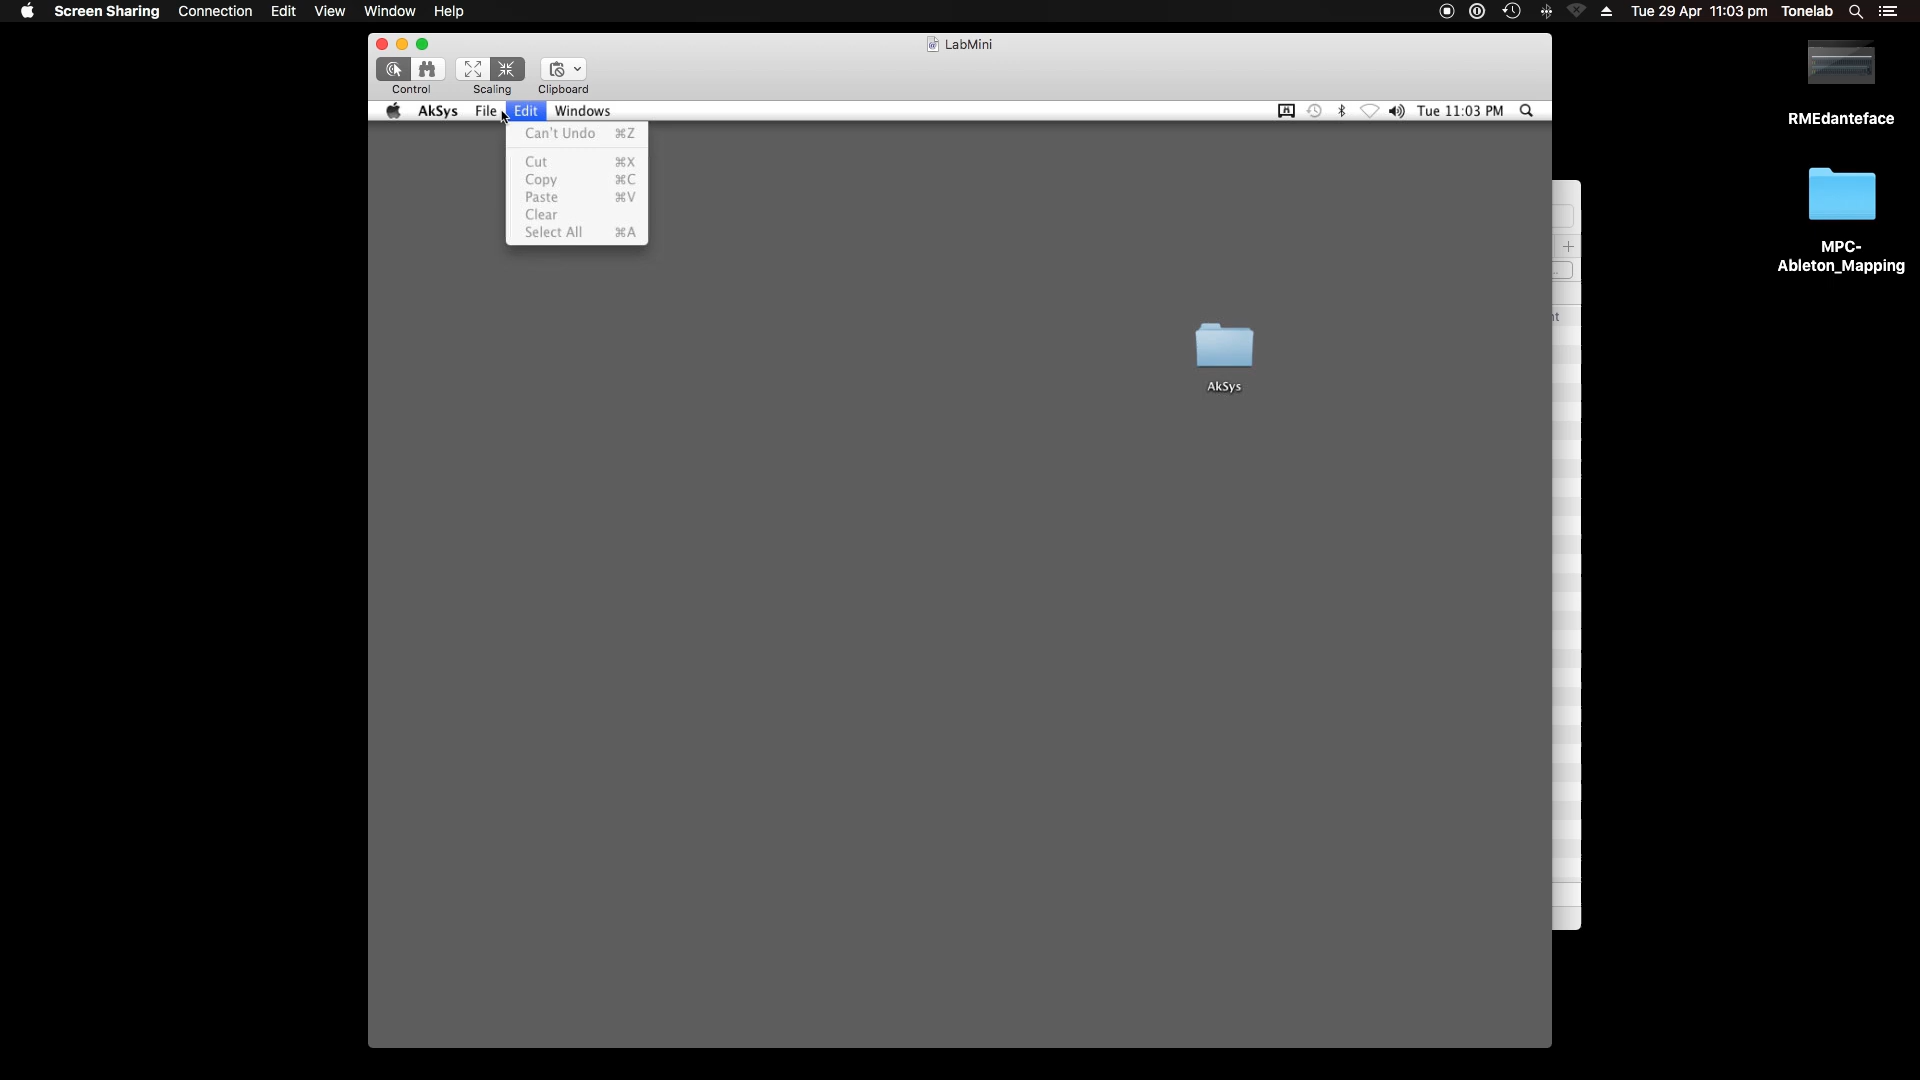 Screen Sharing Connection Edit View Window Help Tue 29 Apr 11:03 pm Tonelab
LabMini
Control Scaling Clipboard
AkSys File Edit Windows Tue 11:03 PM
Can't Undo ⌘Z
Cut ⌘X
Copy ⌘C
Paste ⌘V
Clear
Select All ⌘A
AkSys
RMEdanteface
MPC-
Ableton_Mapping